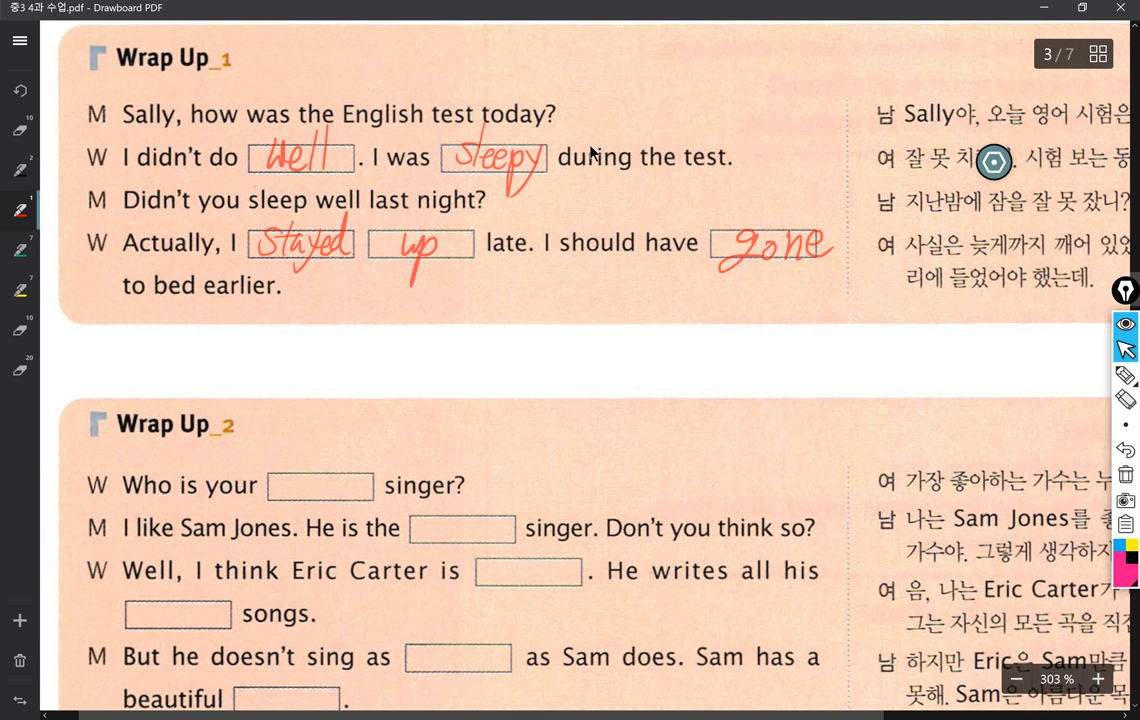 중3 4과 수업.pdf - Drawboard PDF
3 / 7
Wrap Up_1
M Sally, how was the English test today?
W I didn't do well . I was sleepy during the test.
M Didn't you sleep well last night?
W Actually, I stayed up late. I should have gone
to bed earlier.
남 Sally야, 오늘 영어 시험은
여 잘 못 시험 보는 동
남 지난밤에 잠을 잘 못 잤니?
여 사실은 늦게까지 깨어 있었
리에 들었어야 했는데.
Wrap Up_2
W Who is your singer?
M I like Sam Jones. He is the singer. Don't you think so?
W Well, I think Eric Carter is . He writes all his
songs.
M But he doesn't sing as as Sam does. Sam has a
beautiful .
여 가장 좋아하는 가수는 누
남 나는 Sam Jones를
가수야. 그렇게 생각하지
여 음, 나는 Eric Carter가
그는 자신의 모든 곡을 직접
남 하지만 Eric은 Sam만큼
못해. Sam은 아름다운 목
303 %
10
2
1
7
7
10
20